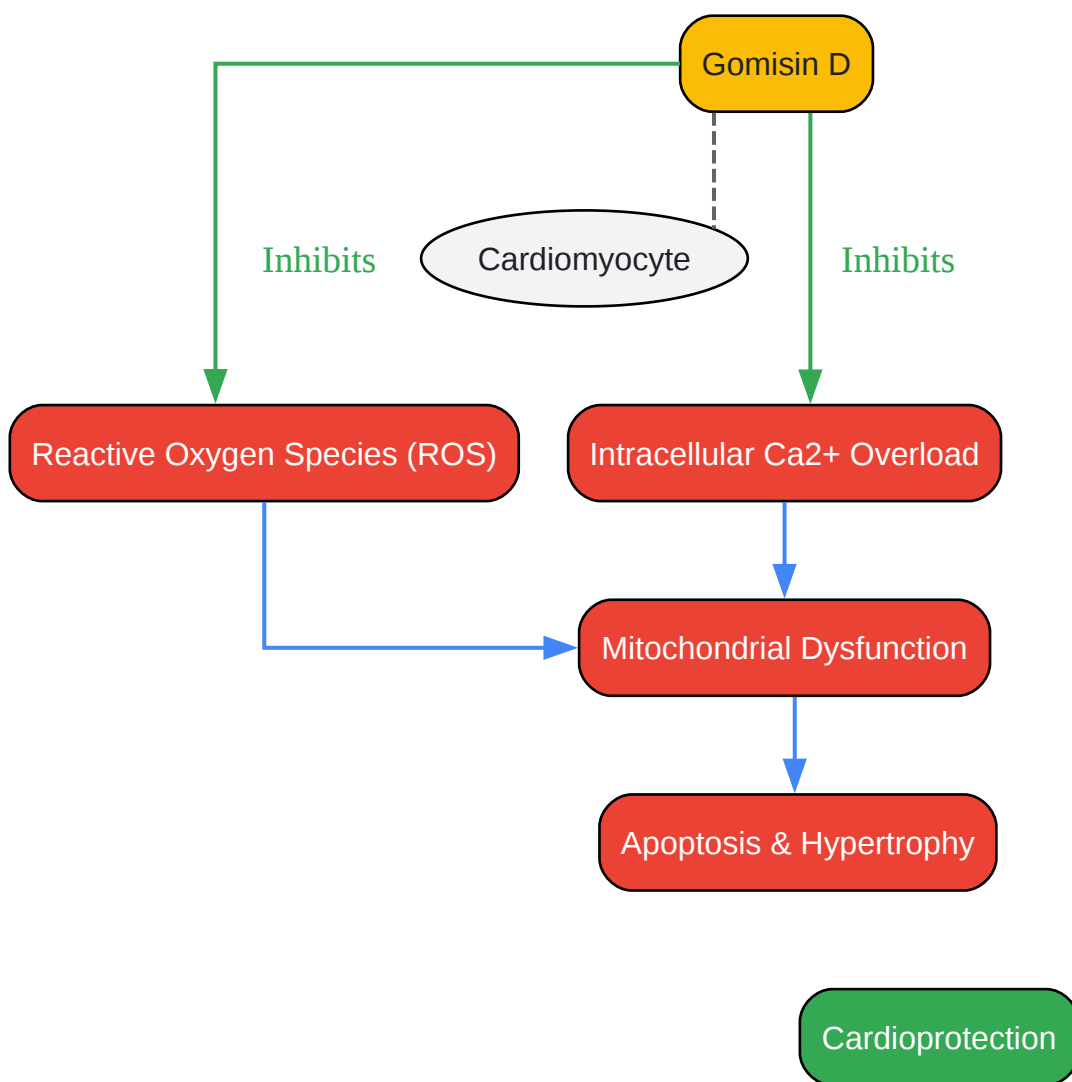 Gomisin D
Inhibits
Cardiomyocyte
Inhibits
Reactive Oxygen Species (ROS)
Intracellular Ca2+ Overload
Mitochondrial Dysfunction
Apoptosis & Hypertrophy
Cardioprotection